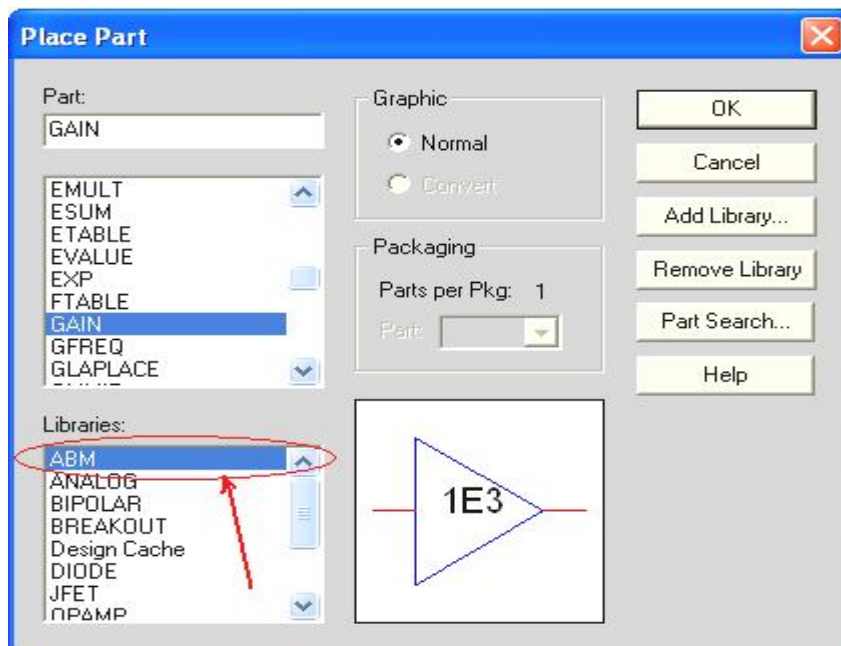 Place Part
Part:
GAIN
EMULT
ESUM
ETABLE
EVALUE
EXP
FTABLE
GAIN
GFREQ
GLAPLACE
Libraries:
ABM
ANALOG
BIPOLAR
BREAKOUT
Design Cache
DIODE
JFET
OPAMP
Graphic
Normal
Convert
Packaging
Parts per Pkg: 1
Part:
1E3
OK
Cancel
Add Library...
Remove Library
Part Search...
Help